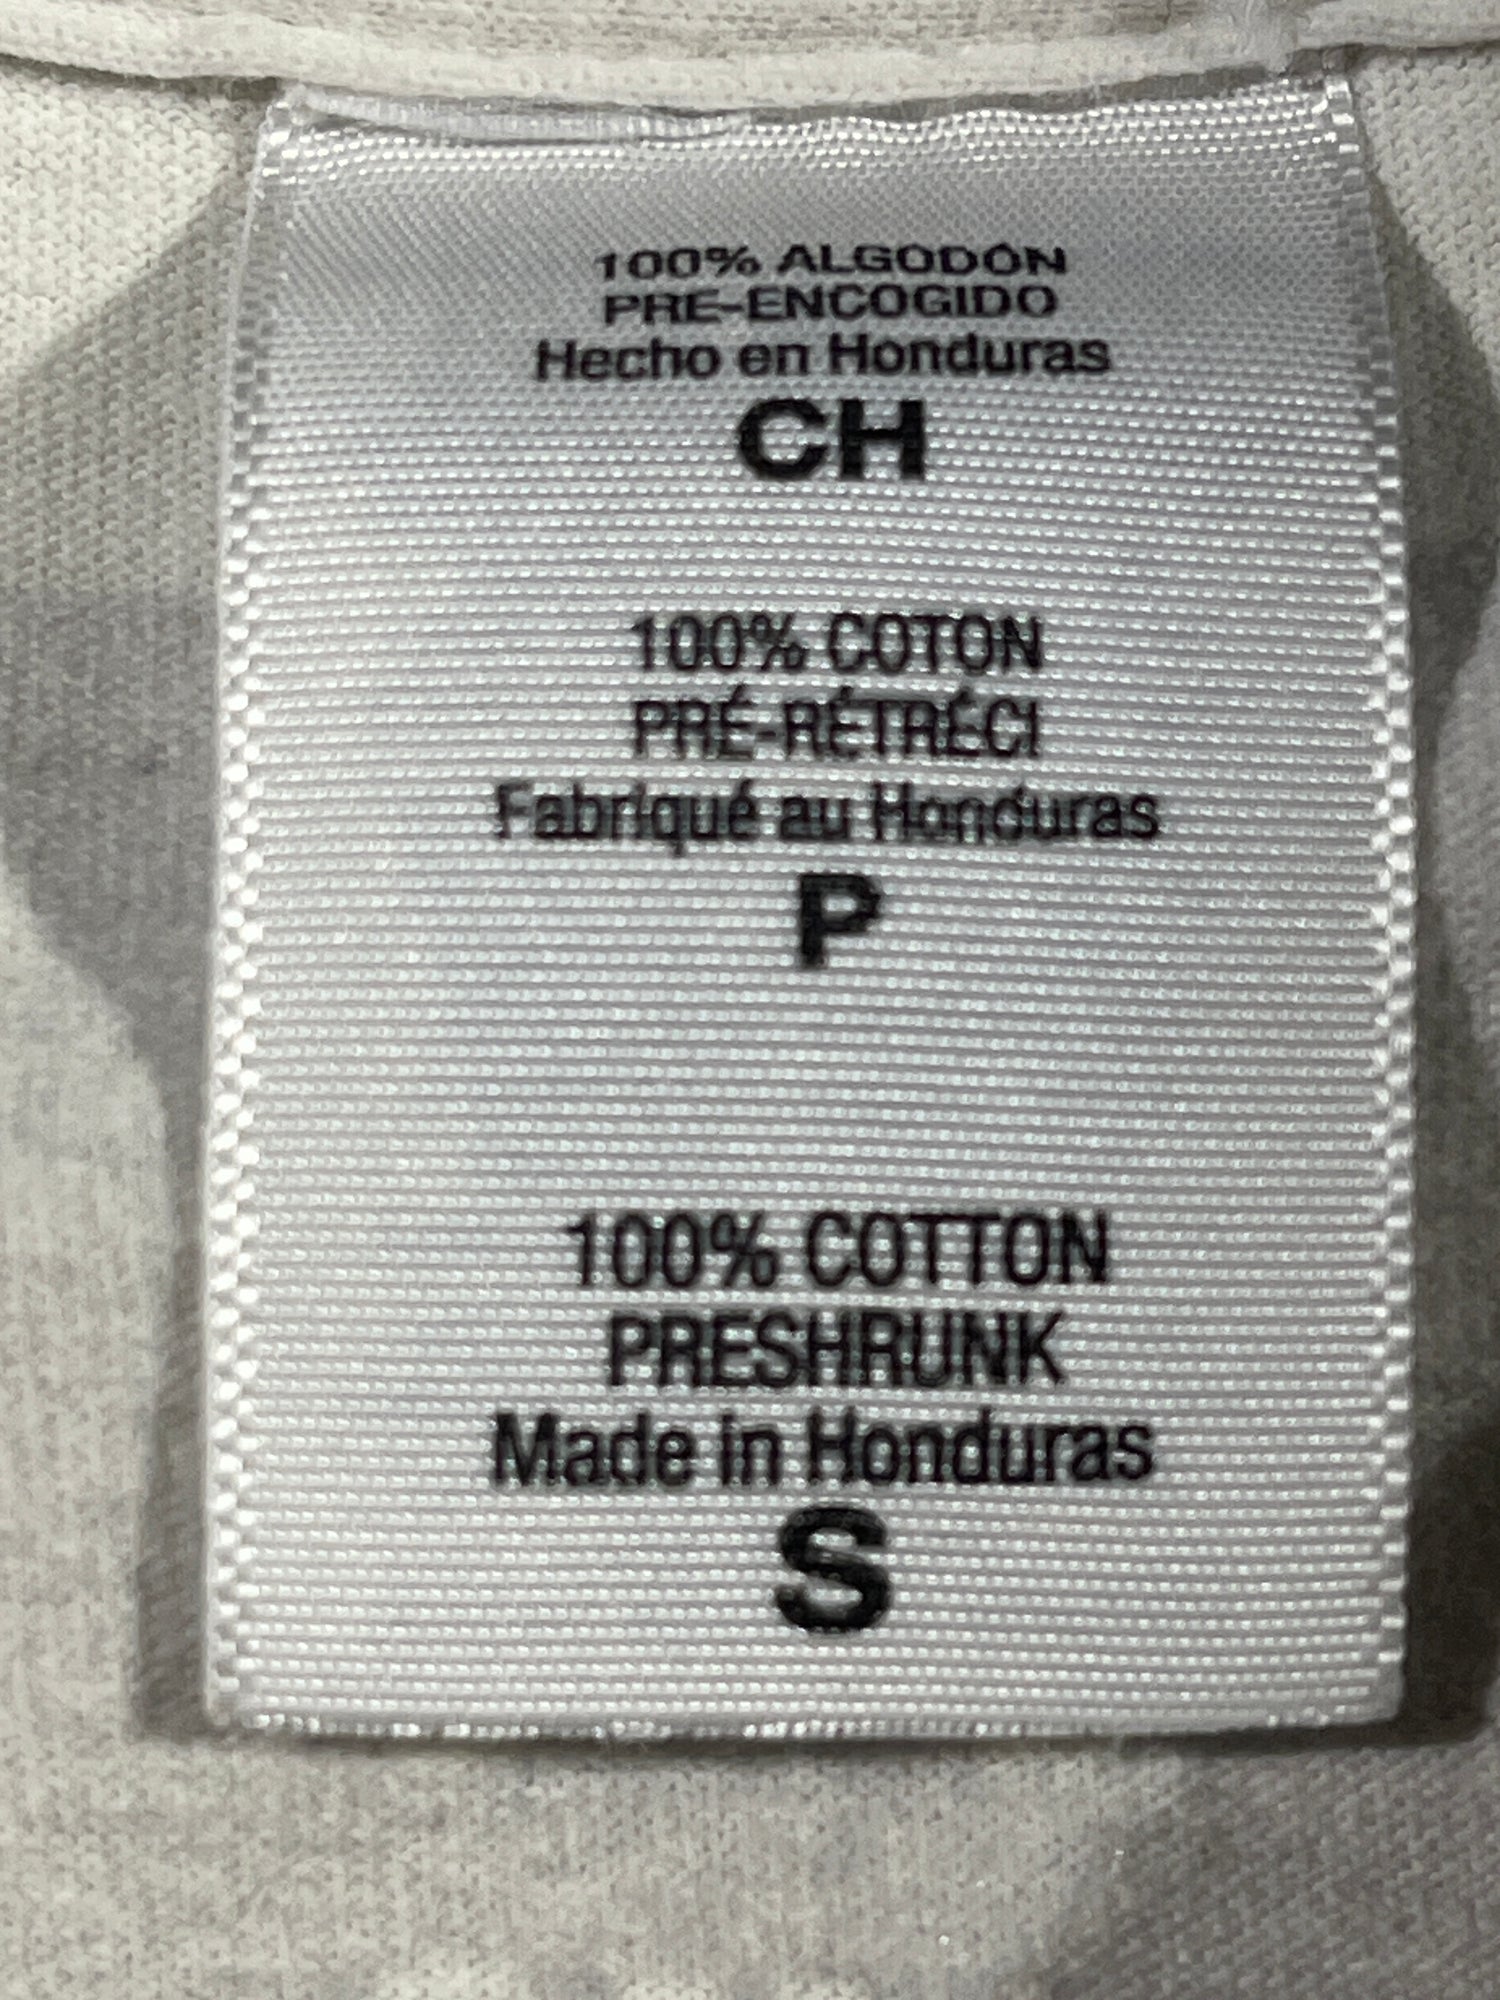 100% ALGODÓN
PRE-ENCOGIDO
Hecho en Honduras
CH
100% COTON
PRÉ-RÉTRÉCI
Fabriqué au Honduras
P
100% COTTON
PRESHRUNK
Made in Honduras
S